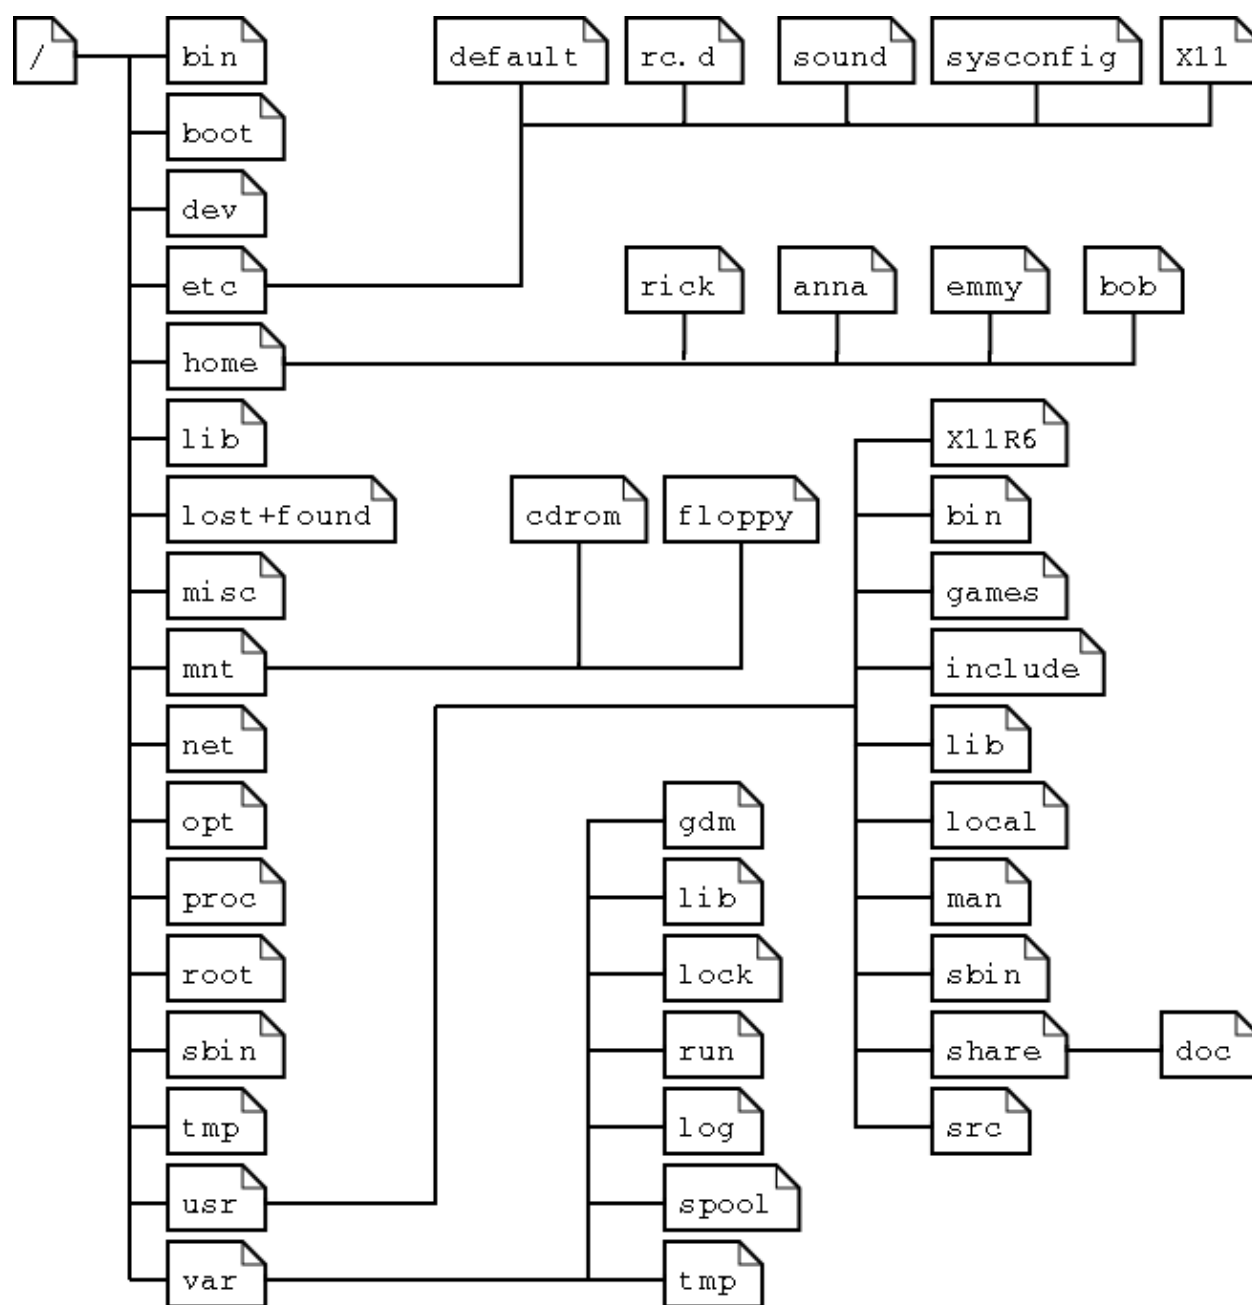 / bin default rc.d sound sysconfig X11
boot
dev
etc rick anna emmy bob
home
lib X11R6
lost+found cdrom floppy bin
misc games
mnt include
net lib
opt gdm local
proc lib man
root lock sbin
sbin run share doc
tmp log src
usr spool
var tmp